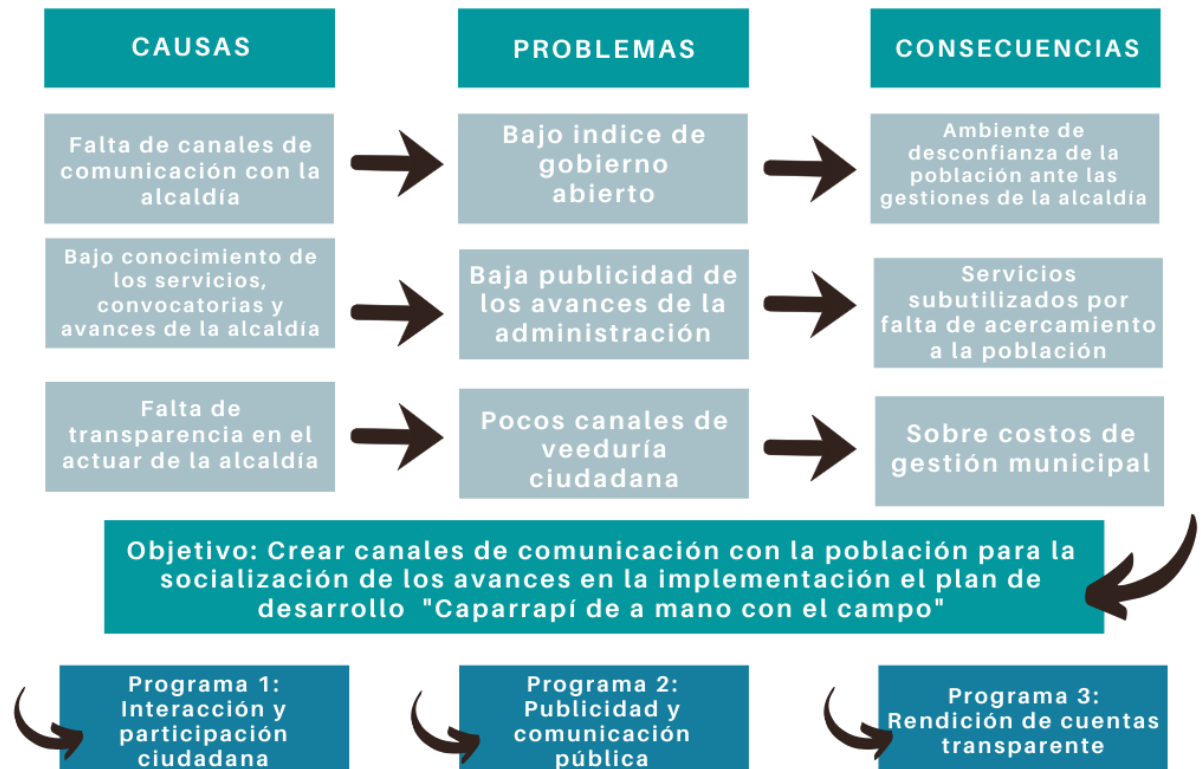 CAUSAS
PROBLEMAS
CONSECUENCIAS
Falta de canales de
comunicación con la
alcaldía
Bajo indice de
gobierno
abierto
Ambiente de
desconfianza de la
población ante las
gestiones de la alcaldía
Bajo conocimiento de
los servicios,
convocatorias y
avances de la alcaldía
Baja publicidad de
los avances de la
administración
Servicios
subutilizados por
falta de acercamiento
a la población
Falta de
transparencia en el
actuar de la alcaldía
Pocos canales de
veeduría
ciudadana
Sobre costos de
gestión municipal
Objetivo: Crear canales de comunicación con la población para la
socialización de los avances en la implementación el plan de
desarrollo "Caparrapí de a mano con el campo"
Programa 1:
Interacción y
participación
ciudadana
Programa 2:
Publicidad y
comunicación
pública
Programa 3:
Rendición de cuentas
transparente